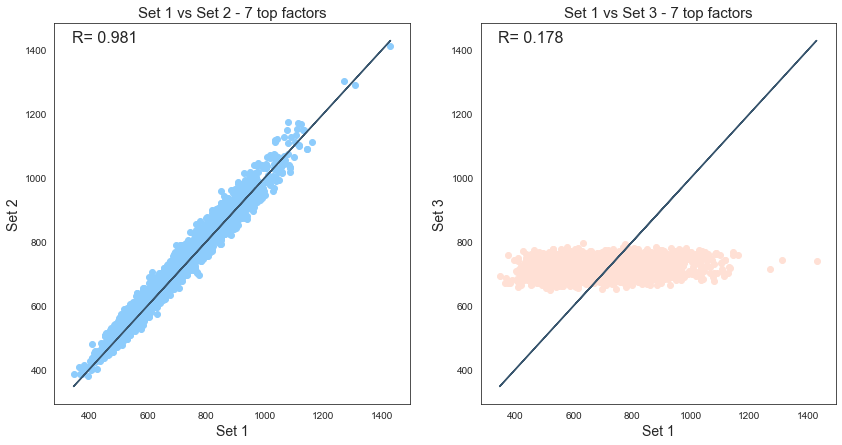 Set 1 vs Set 2 - 7 top factors
R= 0.981
1400
1200
1000
800
600
400
Set 2
400 600 800 1000 1200 1400
Set 1
Set 1 vs Set 3 - 7 top factors
R= 0.178
1400
1200
1000
800
600
400
Set 3
400 600 800 1000 1200 1400
Set 1